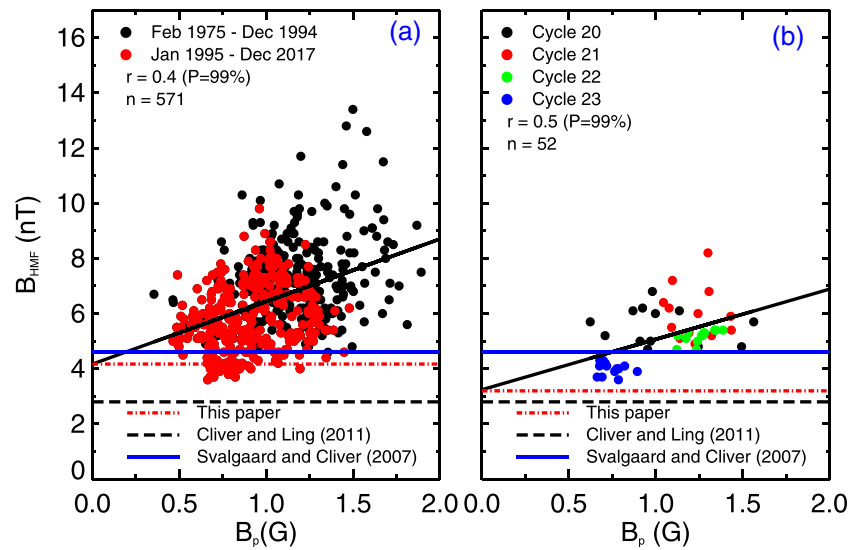 (a)
Feb 1975 - Dec 1994
Jan 1995 - Dec 2017
r = 0.4 (P=99%)
n = 571
16
14
12
10
8
6
4
2
0
B_HMF (nT)
This paper
Cliver and Ling (2011)
Svalgaard and Cliver (2007)
0.0 0.5 1.0 1.5 2.0
B_p(G)
(b)
Cycle 20
Cycle 21
Cycle 22
Cycle 23
r = 0.5 (P=99%)
n = 52
This paper
Cliver and Ling (2011)
Svalgaard and Cliver (2007)
0.0 0.5 1.0 1.5 2.0
B_p (G)